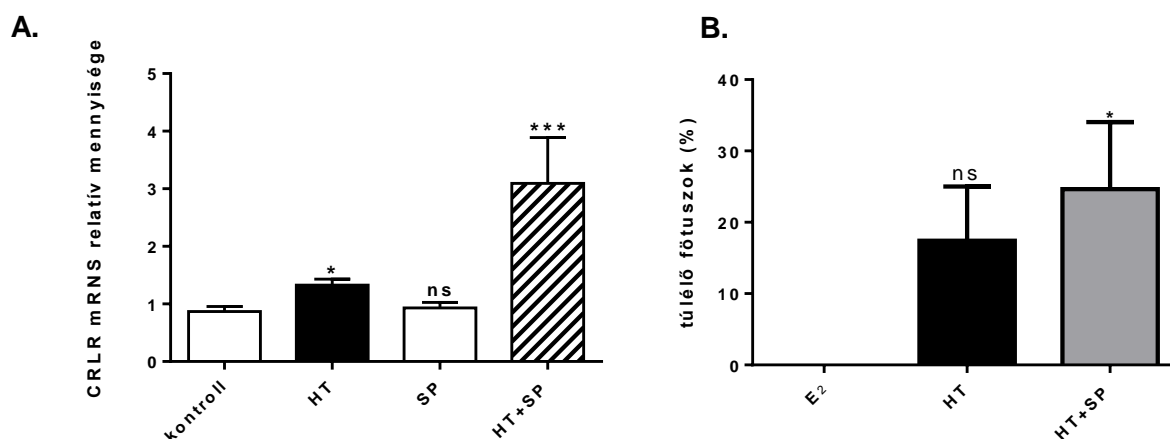 A.
CRLR mRNS relatív mennyisége
5
4
3
2
1
0
*
ns
***
kontroll
HT
SP
HT+SP
B.
túlélő fötuszok (%)
40
30
20
10
0
ns
*
E2
HT
HT+SP